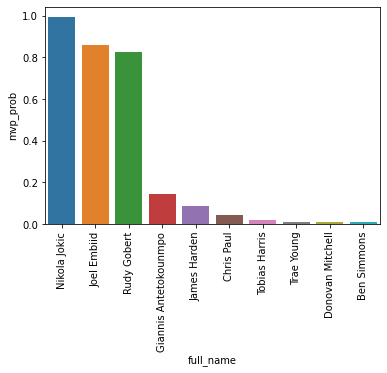 mvp_prob
1.0
0.8
0.6
0.4
0.2
0.0
Nikola Jokic
Joel Embiid
Rudy Gobert
Giannis Antetokounmpo
James Harden
Chris Paul
Tobias Harris
Trae Young
Donovan Mitchell
Ben Simmons
full_name